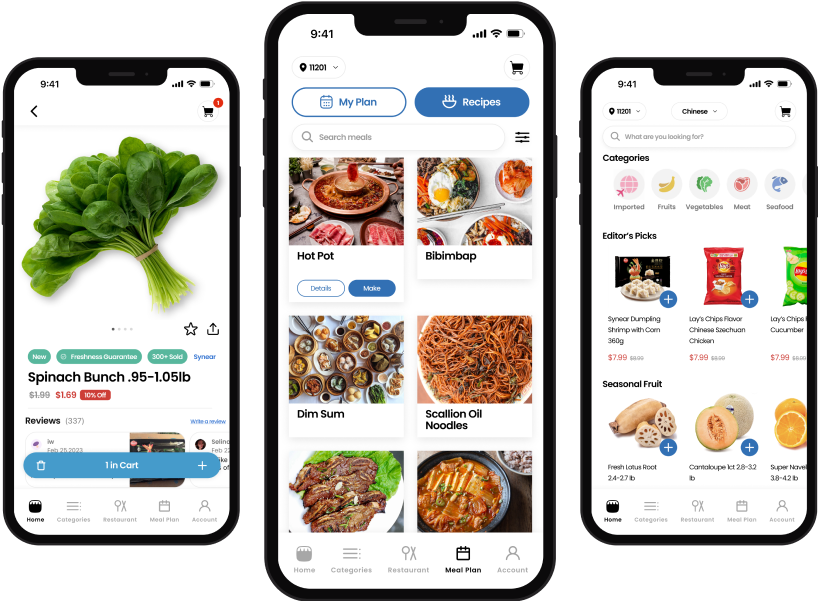 9:41
1
New
Freshness Guarantee
300+ Sold
Synear
Spinach Bunch .95-1.05lb
$1.99 $1.69 10% Off
Reviews (337)
Write a review
iw
Feb 25,2023
Selina
Feb 22
1 in Cart
Home
Categories
Restaurant
Meal Plan
Account
9:41
11201
My Plan
Recipes
Search meals
Hot Pot
Details
Make
Bibimbap
Dim Sum
Scallion Oil
Noodles
Home
Categories
Restaurant
Meal Plan
Account
9:41
11201
Chinese
What are you looking for?
Categories
Imported
Fruits
Vegetables
Meat
Seafood
Editor's Picks
Synear Dumpling
Shrimp with Corn
360g
$7.99 $8.99
Lay's Chips Flavor
Chinese Szechuan
Chicken
$7.99 $8.99
Lay's Chips
Cucumber
$7.99 $8.99
Seasonal Fruit
Fresh Lotus Root
2.4-2.7 lb
Cantaloupe 1ct 2.8-3.2
lb
Super Navel
3.8-4.2 lb
Home
Categories
Restaurant
Meal Plan
Account